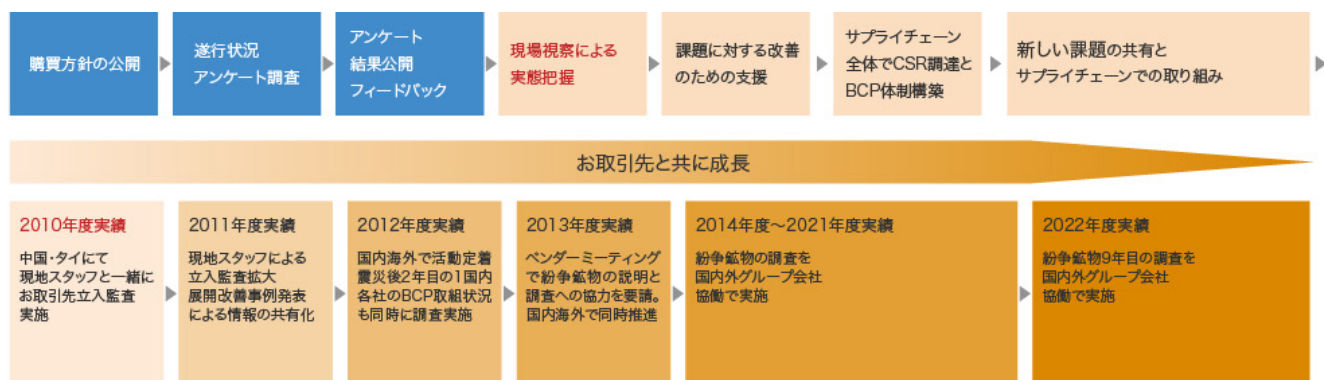 購買方針の公開
遂行状況
アンケート調査
アンケート
結果公開
フィードバック
現場視察による
実態把握
課題に対する改善
のための支援
サプライチェーン
全体でCSR調達と
BCP体制構築
新しい課題の共有と
サプライチェーンでの取り組み
お取引先と共に成長
2010年度実績
中国・タイにて
現地スタッフと一緒に
お取引先立入監査
実施
2011年度実績
現地スタッフによる
立入監査拡大
展開改善事例発表
による情報の共有化
2012年度実績
国内海外で活動定着
震災後2年目の1国内
各社のBCP取組状況
も同時に調査実施
2013年度実績
ベンダーミーティング
で紛争鉱物の説明と
調査への協力を要請。
国内海外で同時推進
2014年度～2021年度実績
紛争鉱物の調査を
国内外グループ会社
協働で実施
2022年度実績
紛争鉱物9年目の調査を
国内外グループ会社
協働で実施